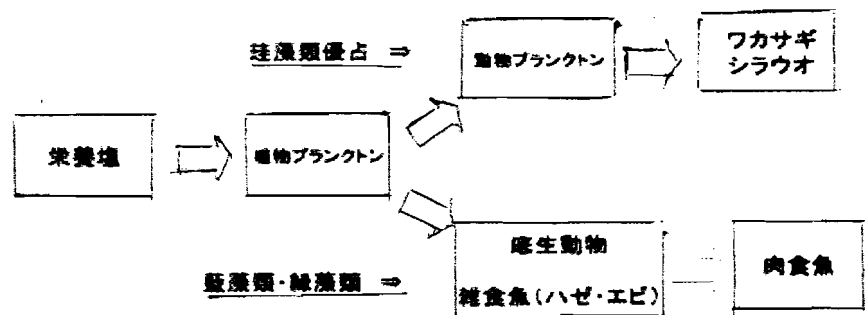 珪藻類優占 ⇒
動物プランクトン
ワカサギ
シラウオ
栄養塩
植物プランクトン
藍藻類・緑藻類 ⇒
底生動物
雑食魚(ハゼ・エビ)
肉食魚